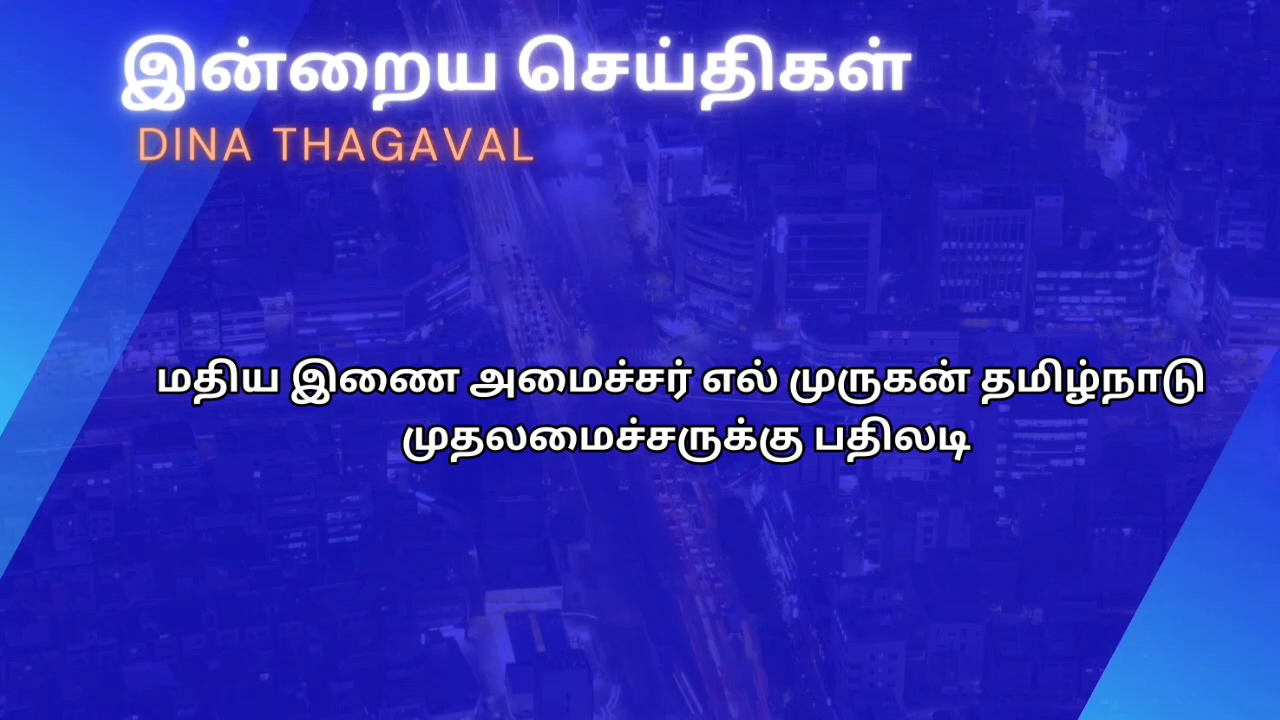 இன்றைய செய்திகள்
DINA THAGAVAL
மதிய இணை அமைச்சர் எல் முருகன் தமிழ்நாடு
முதலமைச்சருக்கு பதிலடி